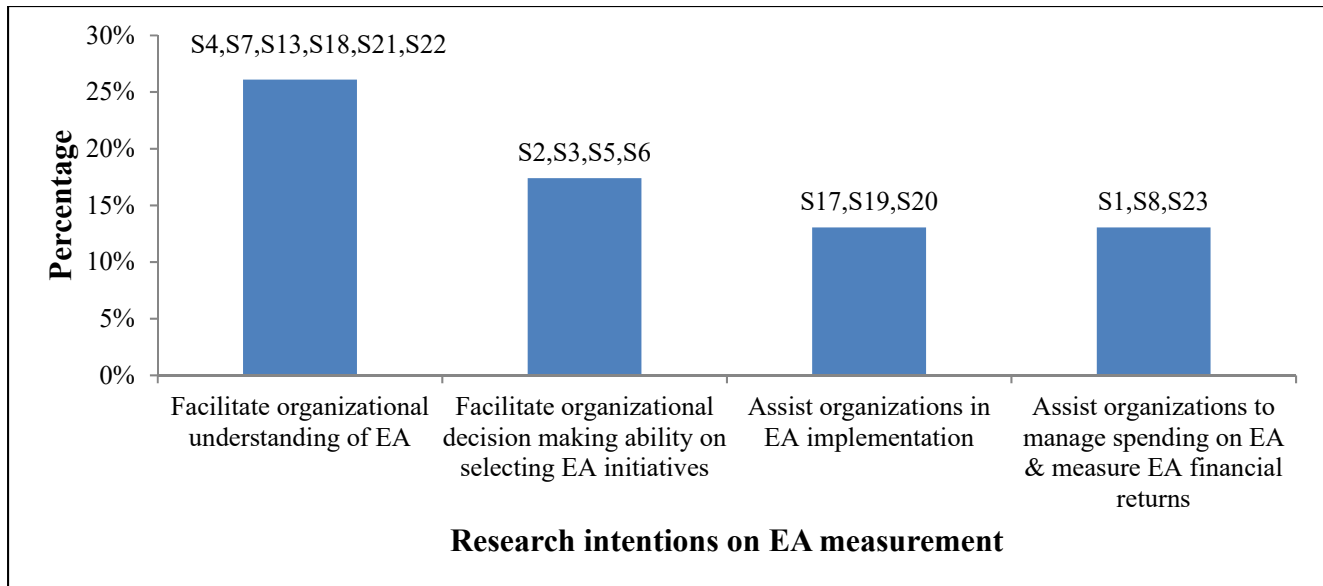 30%
25%
20%
15%
10%
5%
0%
Percentage
S4,S7,S13,S18,S21,S22
S2,S3,S5,S6
S17,S19,S20
S1,S8,S23
Facilitate organizational
understanding of EA
Facilitate organizational
decision making ability on
selecting EA initiatives
Assist organizations in
EA implementation
Assist organizations to
manage spending on EA
& measure EA financial
returns
Research intentions on EA measurement